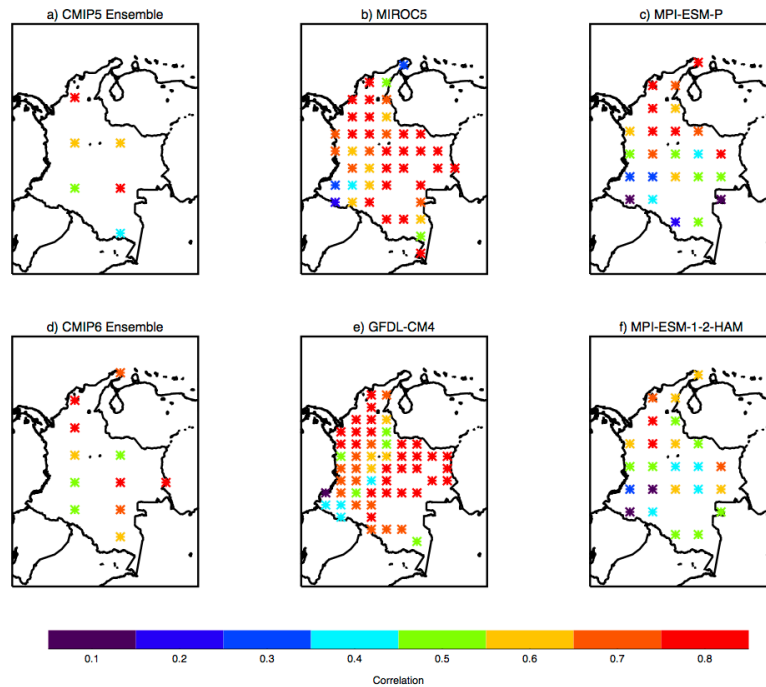 a) CMIP5 Ensemble
b) MIROC5
c) MPI-ESM-P
d) CMIP6 Ensemble
e) GFDL-CM4
f) MPI-ESM-1-2-HAM
0.1 0.2 0.3 0.4 0.5 0.6 0.7 0.8
Correlation